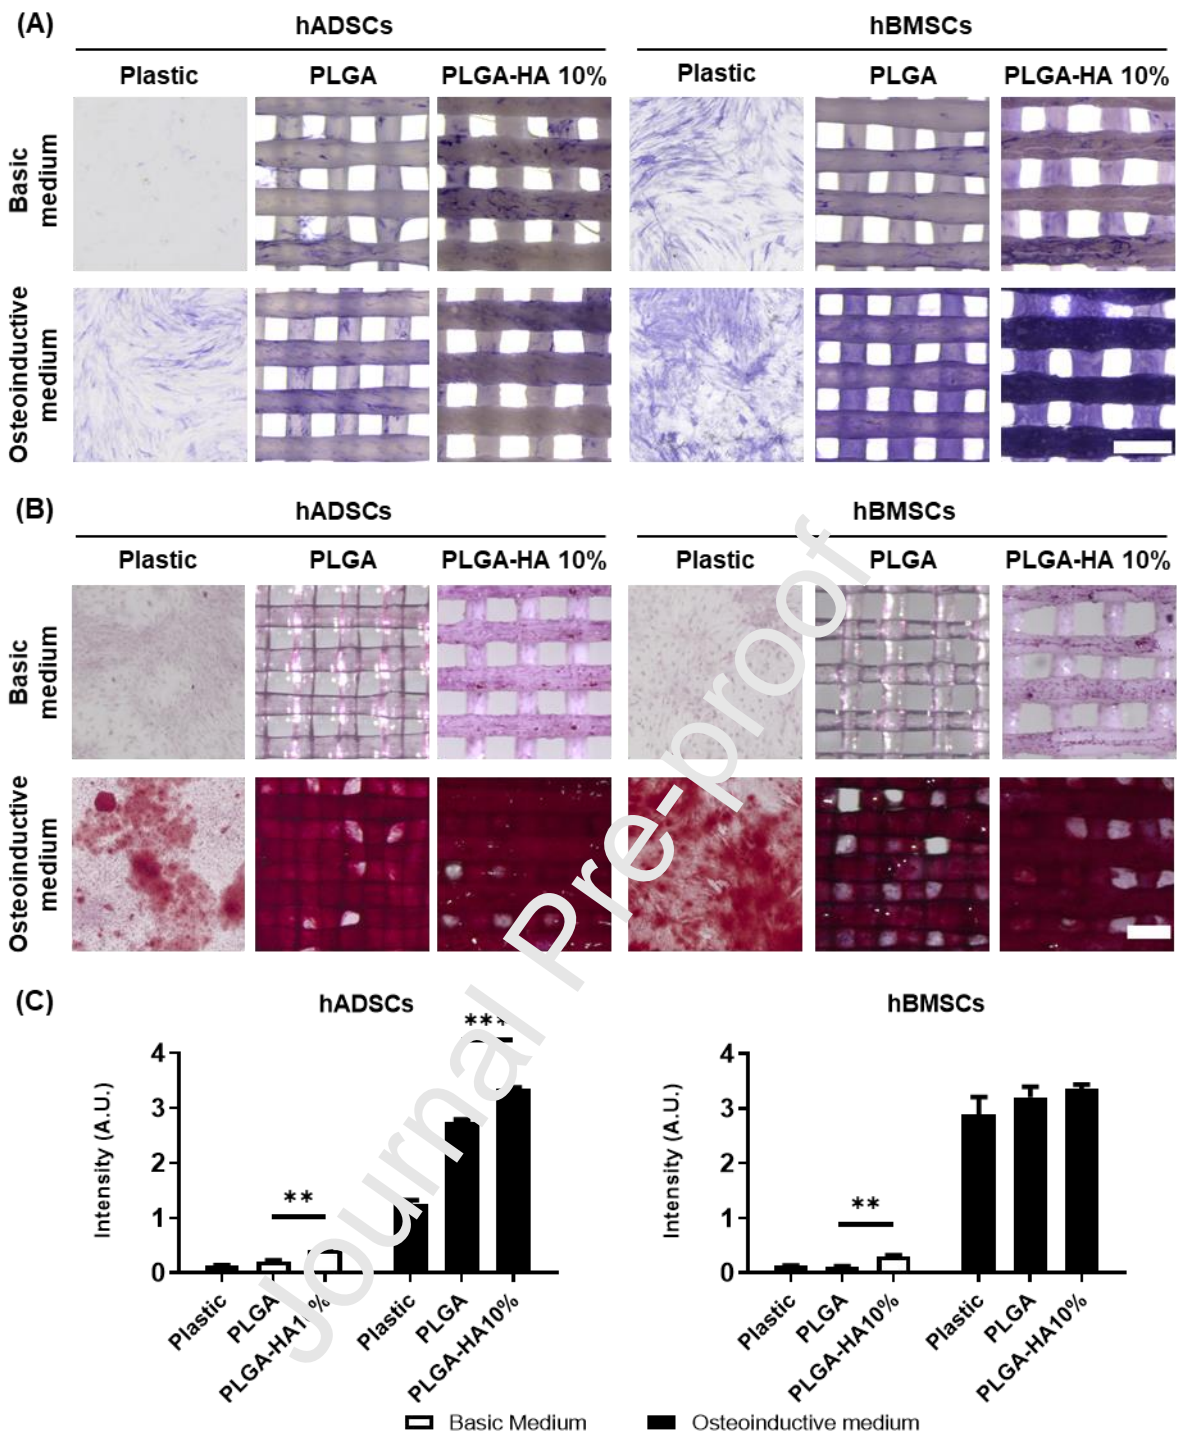 (A)
hADSCs
hBMSCs
Plastic PLGA PLGA-HA 10% Plastic PLGA PLGA-HA 10%
Basic medium
Osteoinductive medium
(B)
hADSCs
hBMSCs
Plastic PLGA PLGA-HA 10% Plastic PLGA PLGA-HA 10%
Basic medium
Osteoinductive medium
Journal Pre-proof
(C)
hADSCs
hBMSCs
Intensity (A.U.)
4
3
2
1
0
**
***
Plastic
PLGA
PLGA-HA10%
Plastic
PLGA
PLGA-HA10%
Intensity (A.U.)
4
3
2
1
0
**
Plastic
PLGA
PLGA-HA10%
Plastic
PLGA
PLGA-HA10%
Basic Medium Osteoinductive medium